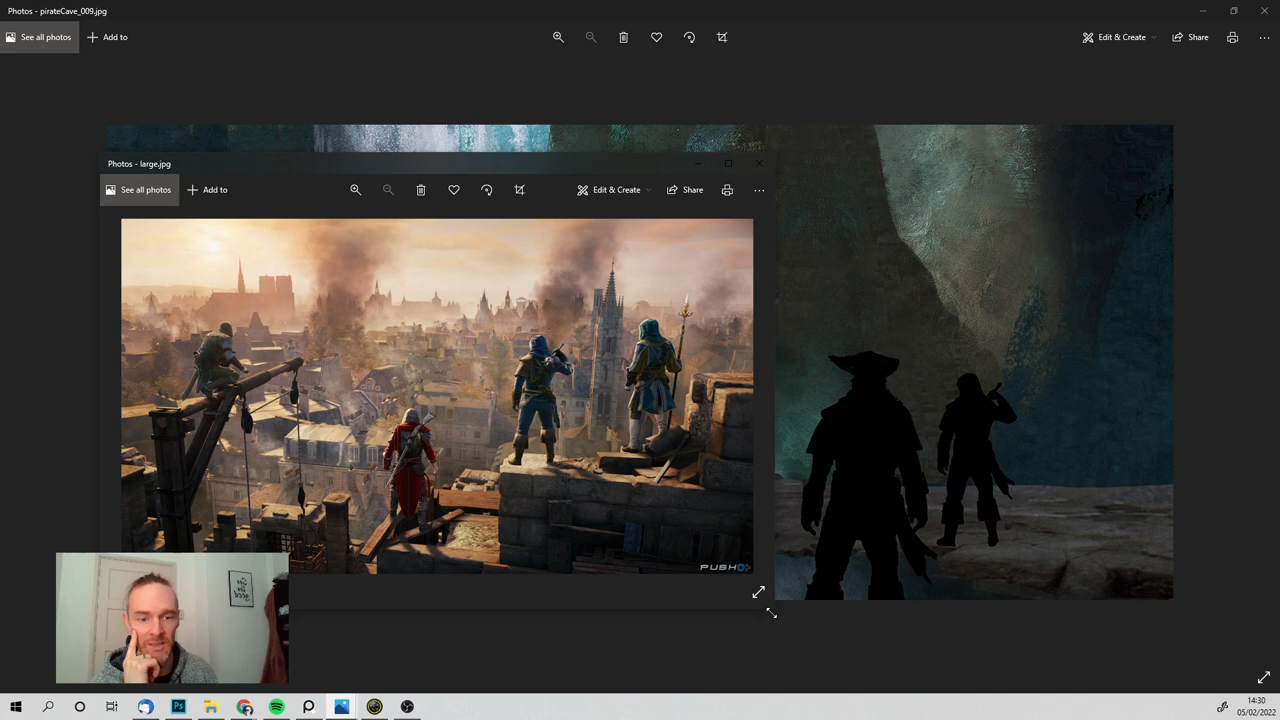 Photos - pirateCave_009.jpg
See all photos
Add to
Edit & Create
Share
Photos - large.jpg
See all photos
Add to
Edit & Create
Share
PUSH
14:30
05/02/2022